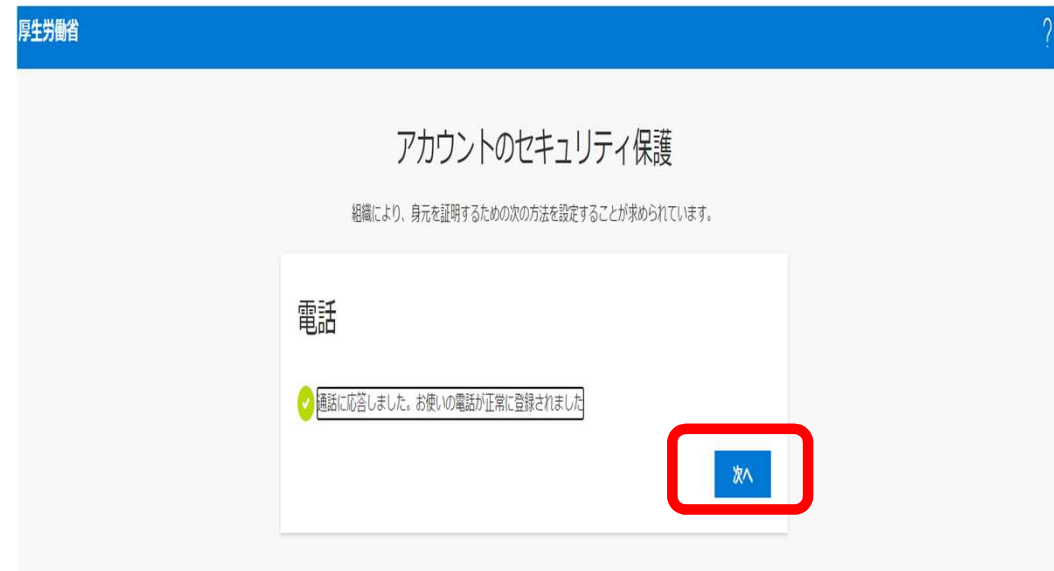 厚生労働省
?
アカウントのセキュリティ保護
組織により、身元を証明するための次の方法を設定することが求められています。
電話
通話に応答しました。お使いの電話が正常に登録されました
次へ